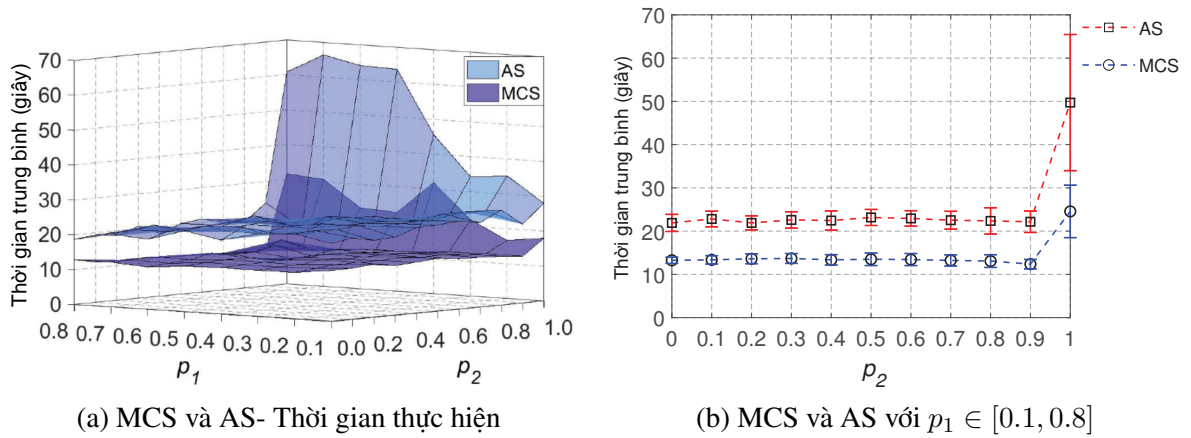 70
60
50
40
30
20
10
0
Thời gian trung bình (giây)
AS
MCS
0.8 0.7 0.6 0.5 0.4 0.3 0.2 0.1
p1
0.0 0.2 0.4 0.6 0.8 1.0
p2
(a) MCS và AS- Thời gian thực hiện
70
60
50
40
30
20
10
0
Thời gian trung bình (giây)
0 0.1 0.2 0.3 0.4 0.5 0.6 0.7 0.8 0.9 1
p2
AS
MCS
(b) MCS và AS với p1 ∈ [0.1, 0.8]